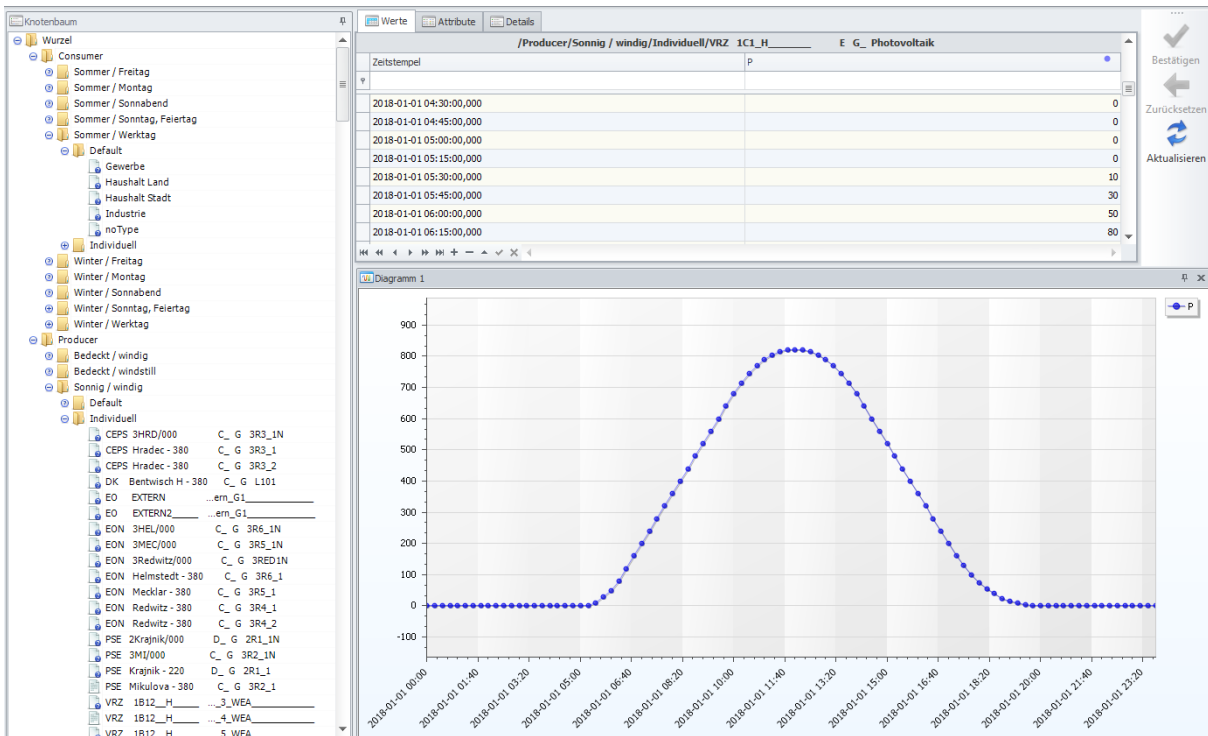 Knotenbaum
Wurzel
Consumer
Sommer / Freitag
Sommer / Montag
Sommer / Sonnabend
Sommer / Sonntag, Feiertag
Sommer / Werktag
Default
Gewerbe
Haushalt Land
Haushalt Stadt
Industrie
noType
Individuell
Winter / Freitag
Winter / Montag
Winter / Sonnabend
Winter / Sonntag, Feiertag
Winter / Werktag
Producer
Bedeckt / windig
Bedeckt / windstill
Sonnig / windig
Default
Individuell
CEPS 3HRD/000 C_ G 3R3_1N
CEPS Hradec - 380 C_ G 3R3_1
CEPS Hradec - 380 C_ G 3R3_2
DK Bentwisch H - 380 C_ G L101
EO EXTERN ...ern_G1____________
EO EXTERN2_____ ...ern_G1____________
EON 3HEL/000 C_ G 3R6_1N
EON 3MEC/000 C_ G 3R5_1N
EON 3Redwitz/000 C_ G 3RED1N
EON Helmstedt - 380 C_ G 3R6_1
EON Mecklar - 380 C_ G 3R5_1
EON Redwitz - 380 C_ G 3R4_1
EON Redwitz - 380 C_ G 3R4_2
PSE 2Krajnik/000 D_ G 2R1_1N
PSE 3MI/000 C_ G 3R2_1N
PSE Krajnik - 220 D_ G 2R1_1
PSE Mikulova - 380 C_ G 3R2_1
VRZ 1B12__H_____ ..._3_WEA___________
VRZ 1B12__H_____ ..._4_WEA___________
VRZ 1B12__H_____ ..._5_WEA___________
Werte Attribute Details
/Producer/Sonnig / windig/Individuell/VRZ 1C1_H_______ E G_ Photovoltaik
Zeitstempel P
2018-01-01 04:30:00,000 0
2018-01-01 04:45:00,000 0
2018-01-01 05:00:00,000 0
2018-01-01 05:15:00,000 0
2018-01-01 05:30:00,000 10
2018-01-01 05:45:00,000 30
2018-01-01 06:00:00,000 50
2018-01-01 06:15:00,000 80
Bestätigen
Zurücksetzen
Aktualisieren
Diagramm 1
P
900
800
700
600
500
400
300
200
100
0
-100
2018-01-01 00:00
2018-01-01 01:40
2018-01-01 03:20
2018-01-01 05:00
2018-01-01 06:40
2018-01-01 08:20
2018-01-01 10:00
2018-01-01 11:40
2018-01-01 13:20
2018-01-01 15:00
2018-01-01 16:40
2018-01-01 18:20
2018-01-01 20:00
2018-01-01 21:40
2018-01-01 23:20